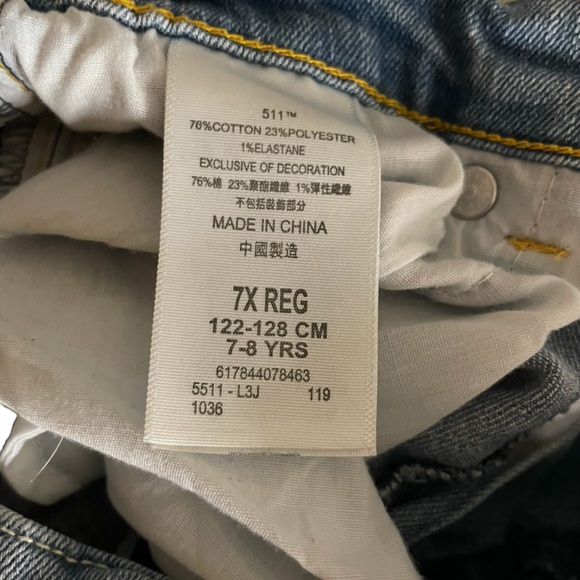 511™
76%COTTON 23%POLYESTER
1%ELASTANE
EXCLUSIVE OF DECORATION
76%棉 23%聚酯纖維 1%彈性纖維
不包括裝飾部分
MADE IN CHINA
中國製造
7X REG
122-128 CM
7-8 YRS
617844078463
5511 - L3J 119
1036